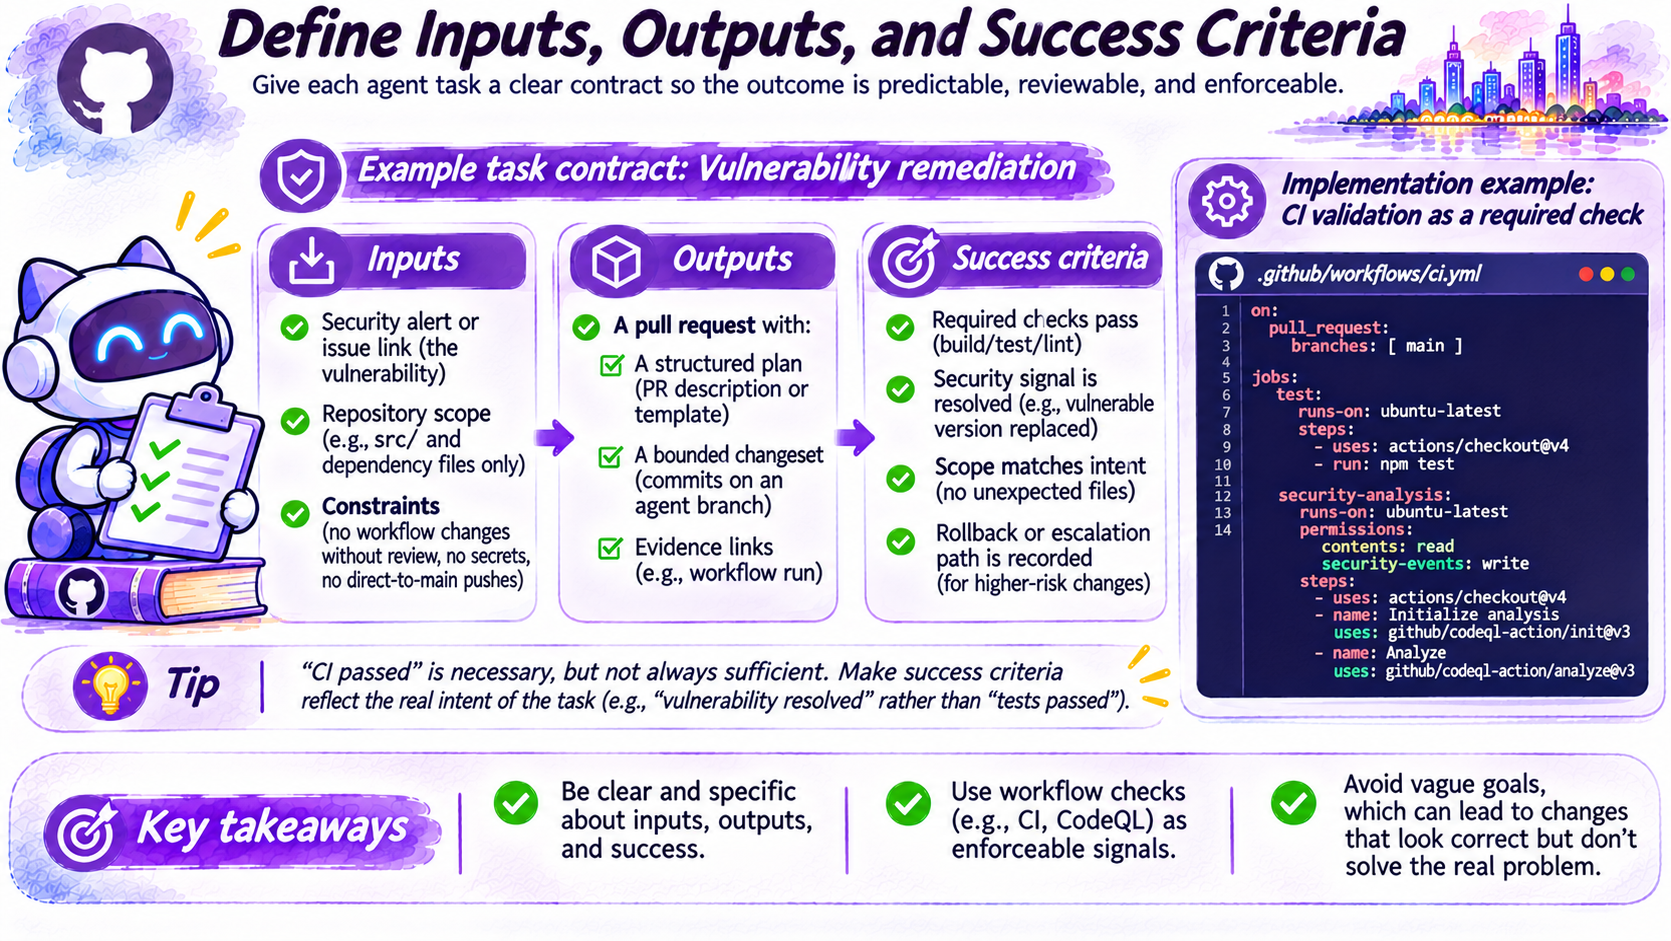 Define Inputs, Outputs, and Success Criteria
Give each agent task a clear contract so the outcome is predictable, reviewable, and enforceable.
Example task contract: Vulnerability remediation
Inputs
Security alert or
issue link (the
vulnerability)
Repository scope
(e.g., src/ and
dependency files only)
Constraints
(no workflow changes
without review, no secrets,
no direct-to-main pushes)
Outputs
A pull request with:
A structured plan
(PR description or
template)
A bounded changeset
(commits on an
agent branch)
Evidence links
(e.g., workflow run)
Success criteria
Required checks pass
(build/test/lint)
Security signal is
resolved (e.g., vulnerable
version replaced)
Scope matches intent
(no unexpected files)
Rollback or escalation
path is recorded
(for higher-risk changes)
Implementation example:
CI validation as a required check
.github/workflows/ci.yml
1 on:
2 pull_request:
3 branches: [ main ]
4
5 jobs:
6 test:
7 runs-on: ubuntu-latest
8 steps:
9 - uses: actions/checkout@v4
10 - run: npm test
11
12 security-analysis:
13 runs-on: ubuntu-latest
14 permissions:
contents: read
security-events: write
steps:
- uses: actions/checkout@v4
- name: Initialize analysis
uses: github/codeql-action/init@v3
- name: Analyze
uses: github/codeql-action/analyze@v3
Tip
“CI passed” is necessary, but not always sufficient. Make success criteria
reflect the real intent of the task (e.g., “vulnerability resolved” rather than “tests passed”).
Key takeaways
Be clear and specific
about inputs, outputs,
and success.
Use workflow checks
(e.g., CI, CodeQL) as
enforceable signals.
Avoid vague goals,
which can lead to changes
that look correct but don’t
solve the real problem.